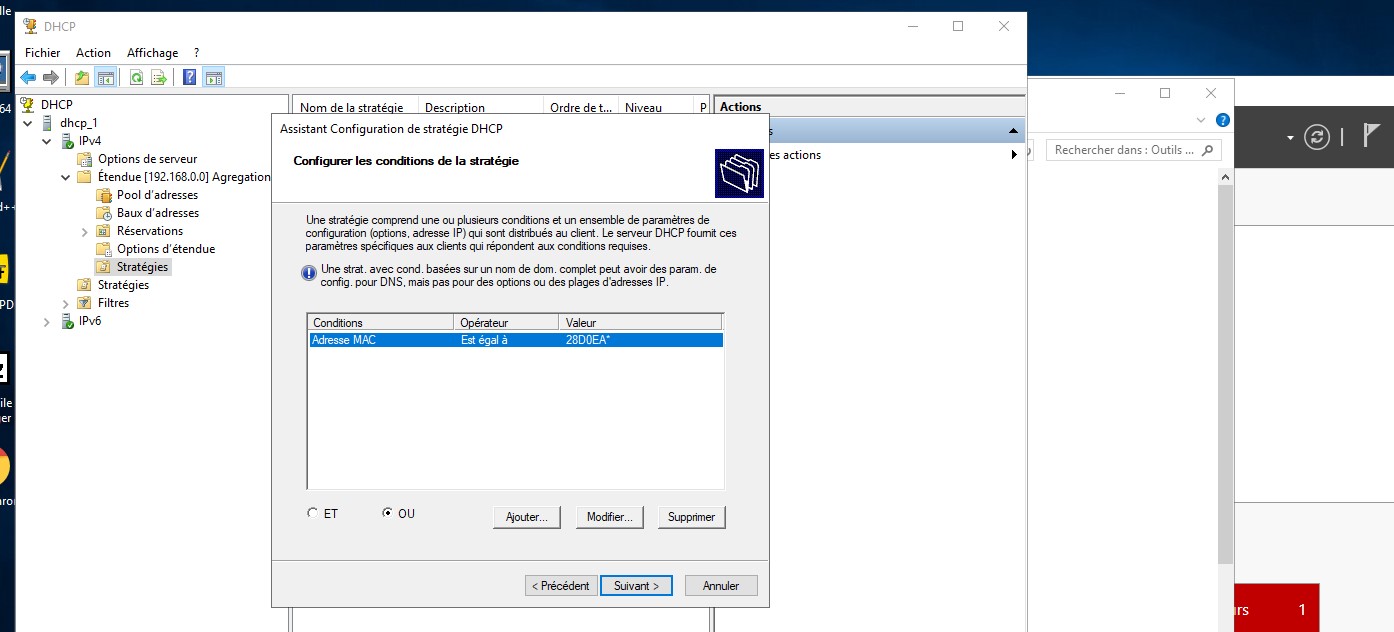 lle
DHCP
Fichier Action Affichage ?
64
DHCP
dhcp_1
IPv4
Options de serveur
Étendue [192.168.0.0] Agregation
Pool d'adresses
Baux d'adresses
Réservations
Options d'étendue
Stratégies
Stratégies
Filtres
IPv6
Nom de la stratégie Description Ordre de t... Niveau P
Actions
s
es actions
Assistant Configuration de stratégie DHCP
Configurer les conditions de la stratégie
Une stratégie comprend une ou plusieurs conditions et un ensemble de paramètres de
configuration (options, adresse IP) qui sont distribués au client. Le serveur DHCP fournit ces
paramètres spécifiques aux clients qui répondent aux conditions requises.
Une strat. avec cond. basées sur un nom de dom. complet peut avoir des param. de
config. pour DNS, mais pas pour des options ou des plages d'adresses IP.
Conditions Opérateur Valeur
Adresse MAC Est égal à 28D0EA*
ET OU Ajouter... Modifier... Supprimer
< Précédent Suivant > Annuler
Rechercher dans : Outils ...
d++
PD
ile
er
hro
rs 1